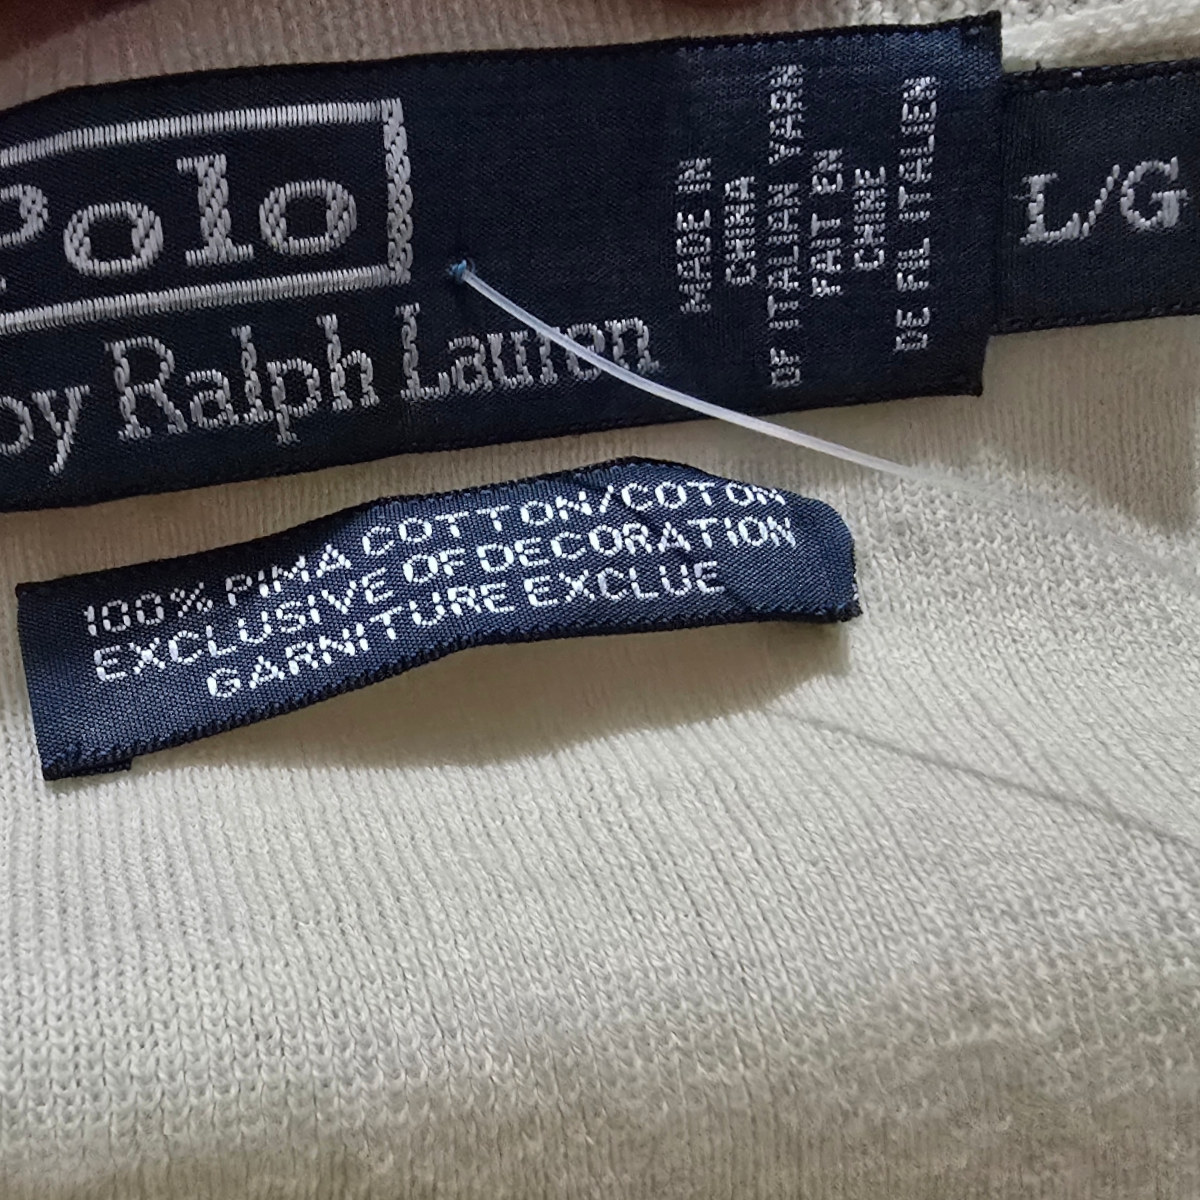 Polo
by Ralph Lauren
MADE IN
CHINA
OF ITALIAN YARN
FAIT EN
CHINE
DE FIL ITALIEN
L/G
100% PIMA COTTON/COTON
EXCLUSIVE OF DECORATION
GARNITURE EXCLUE